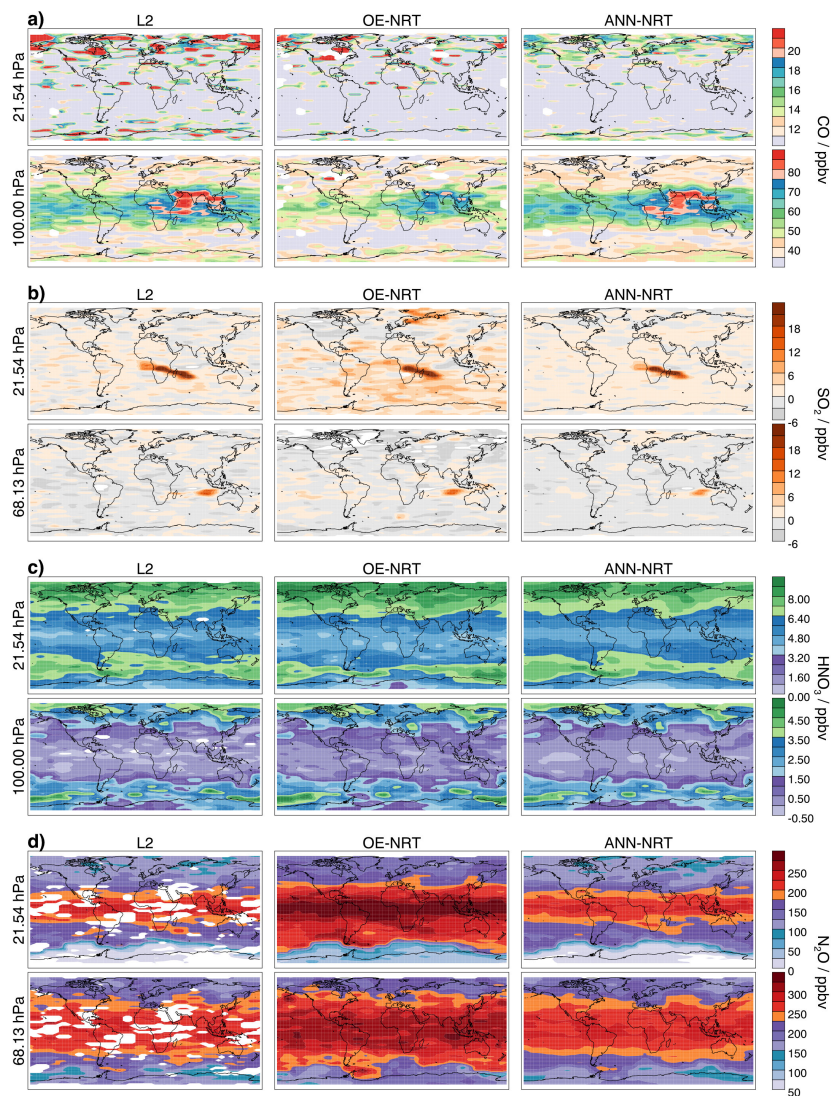 a)
L2
OE-NRT
ANN-NRT
21.54 hPa
20
18
16
14
12
100.00 hPa
80
70
60
50
40
CO / ppbv
b)
L2
OE-NRT
ANN-NRT
21.54 hPa
18
12
6
0
-6
68.13 hPa
18
12
6
0
-6
SO₂ / ppbv
c)
L2
OE-NRT
ANN-NRT
21.54 hPa
8.00
6.40
4.80
3.20
1.60
0.00
100.00 hPa
4.50
3.50
2.50
1.50
0.50
-0.50
HNO₃ / ppbv
d)
L2
OE-NRT
ANN-NRT
21.54 hPa
250
200
150
100
50
0
68.13 hPa
300
250
200
150
100
50
N₂O / ppbv